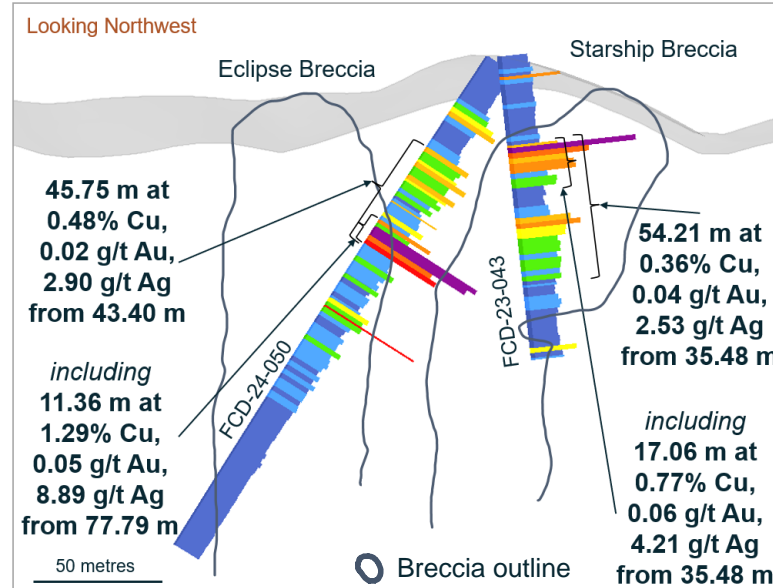 Looking Northwest
Eclipse Breccia
Starship Breccia
45.75 m at
0.48% Cu,
0.02 g/t Au,
2.90 g/t Ag
from 43.40 m
including
11.36 m at
1.29% Cu,
0.05 g/t Au,
8.89 g/t Ag
from 77.79 m
FCD-24-050
FCD-23-043
54.21 m at
0.36% Cu,
0.04 g/t Au,
2.53 g/t Ag
from 35.48 m
including
17.06 m at
0.77% Cu,
0.06 g/t Au,
4.21 g/t Ag
from 35.48 m
50 metres
Breccia outline